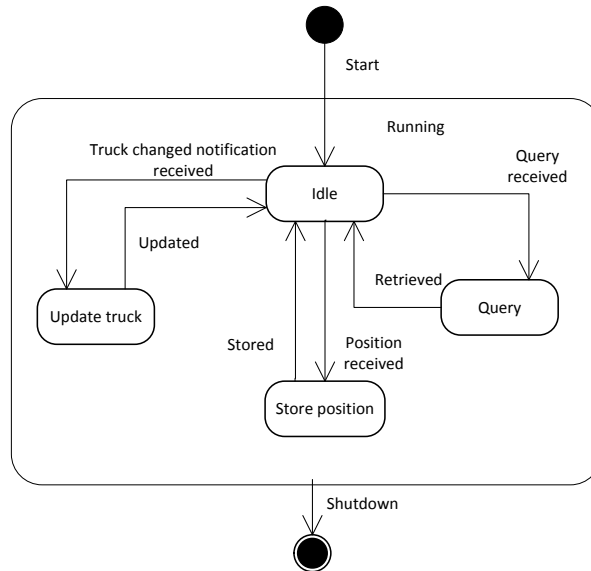 Start
Running
Truck changed notification
received
Query
received
Idle
Updated
Retrieved
Update truck
Query
Stored
Position
received
Store position
Shutdown